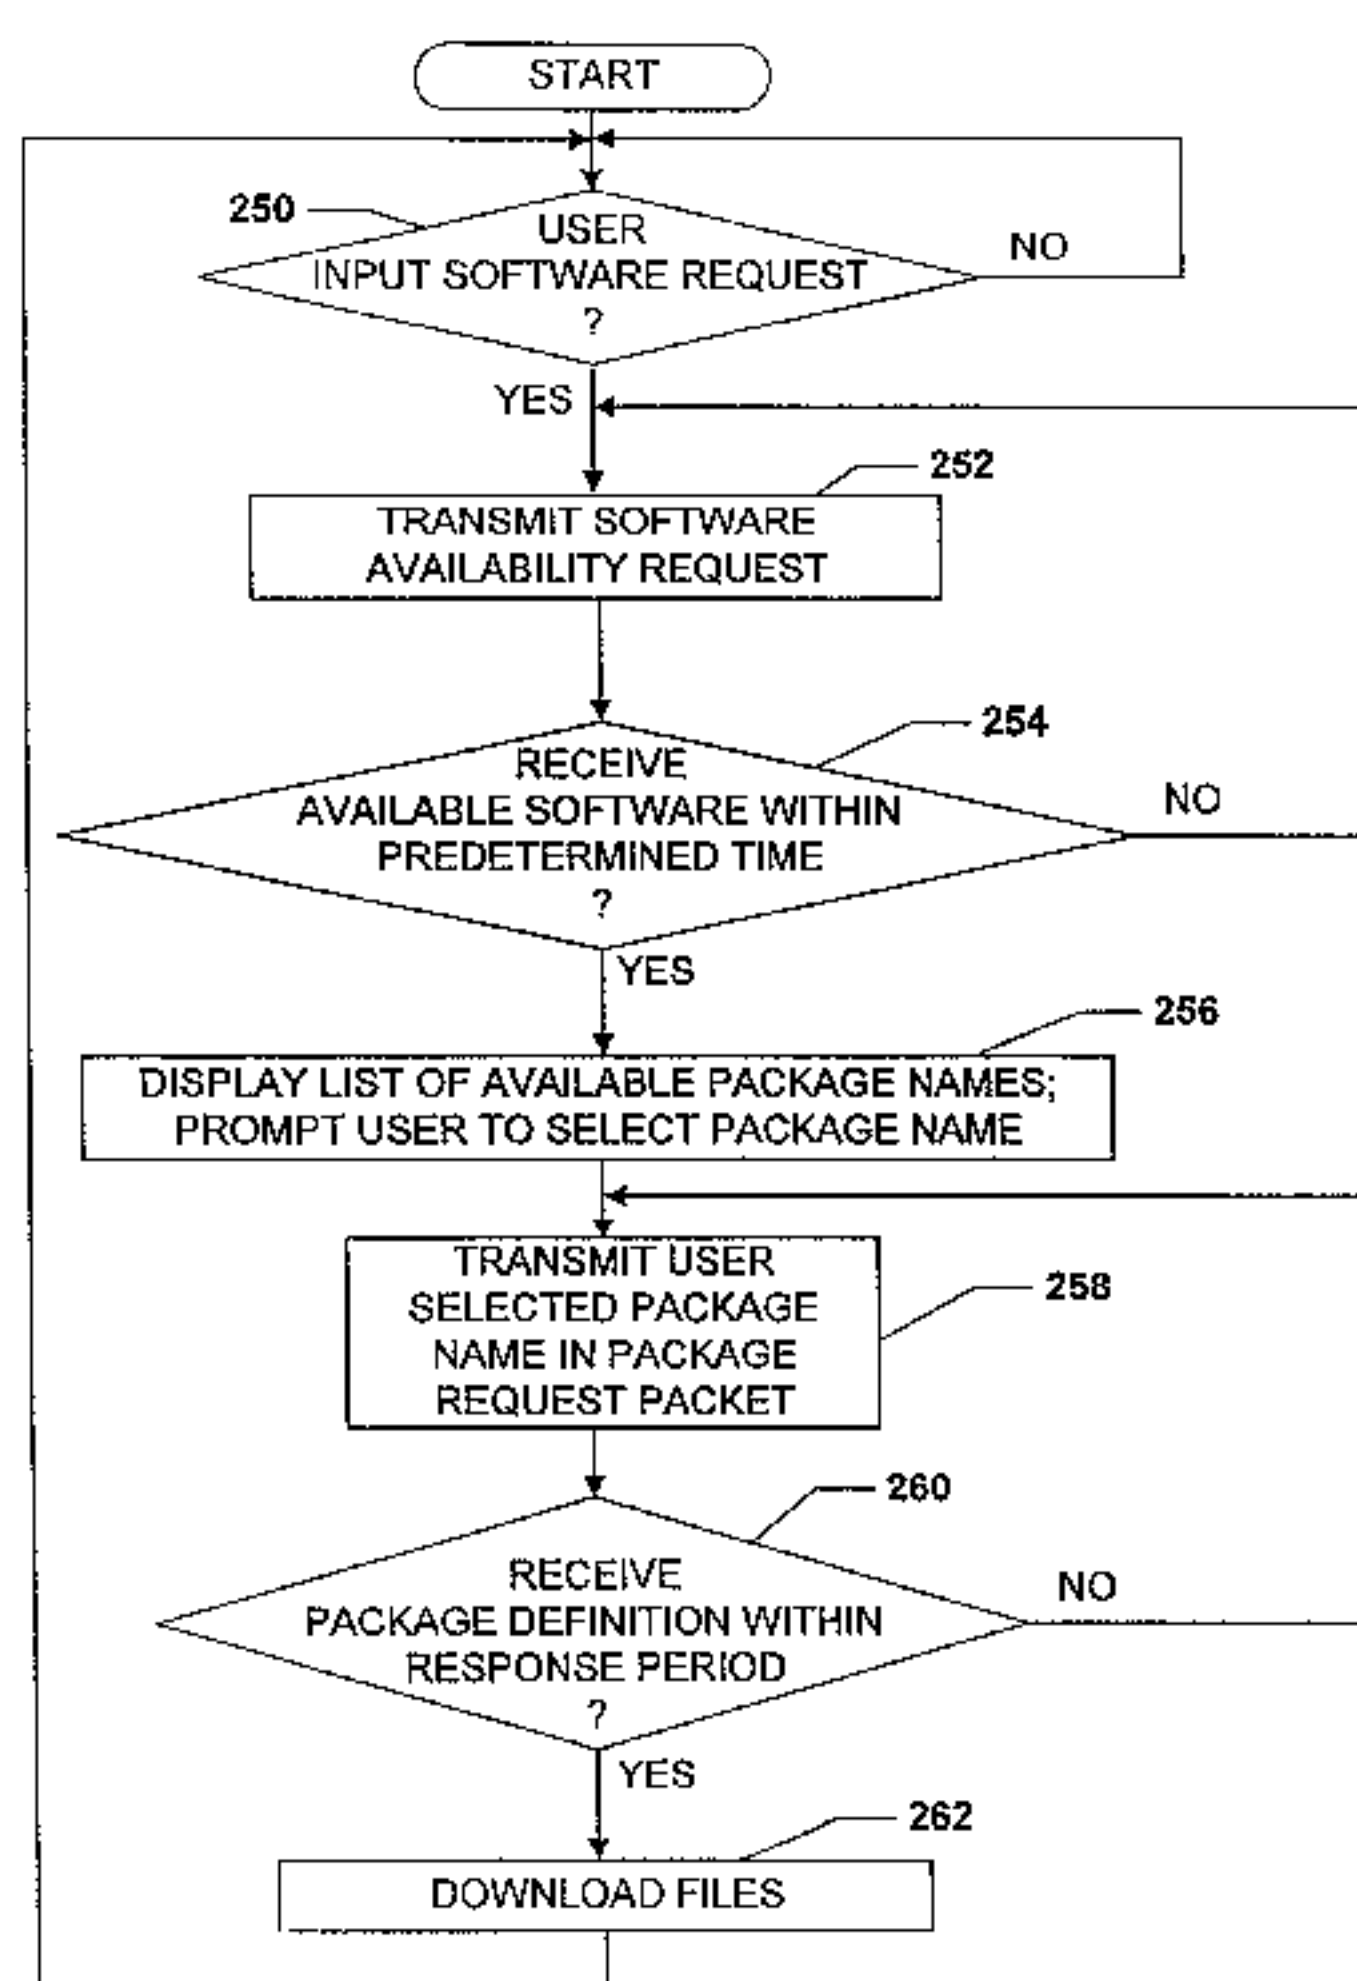 START
250
USER
INPUT SOFTWARE REQUEST
?
NO
YES
252
TRANSMIT SOFTWARE
AVAILABILITY REQUEST
254
RECEIVE
AVAILABLE SOFTWARE WITHIN
PREDETERMINED TIME
?
NO
YES
256
DISPLAY LIST OF AVAILABLE PACKAGE NAMES;
PROMPT USER TO SELECT PACKAGE NAME
TRANSMIT USER
SELECTED PACKAGE
NAME IN PACKAGE
REQUEST PACKET
258
260
RECEIVE
PACKAGE DEFINITION WITHIN
RESPONSE PERIOD
?
NO
YES
262
DOWNLOAD FILES